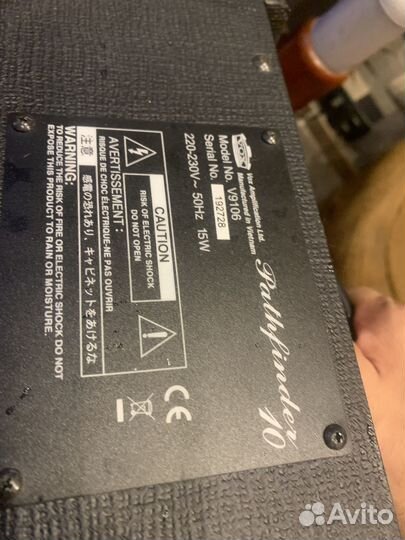 VOX
Vox Amplification Ltd.
Manufactured in Vietnam
Pathfinder 10
Model No. V9106
Serial No. 192728
220-230V~ 50Hz 15W
CAUTION
RISK OF ELECTRIC SHOCK
DO NOT OPEN
AVERTISSEMENT :
RISQUE DE CHOC ELECTRIQUE-NE PAS OUVRIR
注意 感電の恐れあり、キャビネットをあけるな
WARNING:
TO REDUCE THE RISK OF FIRE OR ELECTRIC SHOCK DO NOT
EXPOSE THIS PRODUCT TO RAIN OR MOISTURE.
CE
Avito